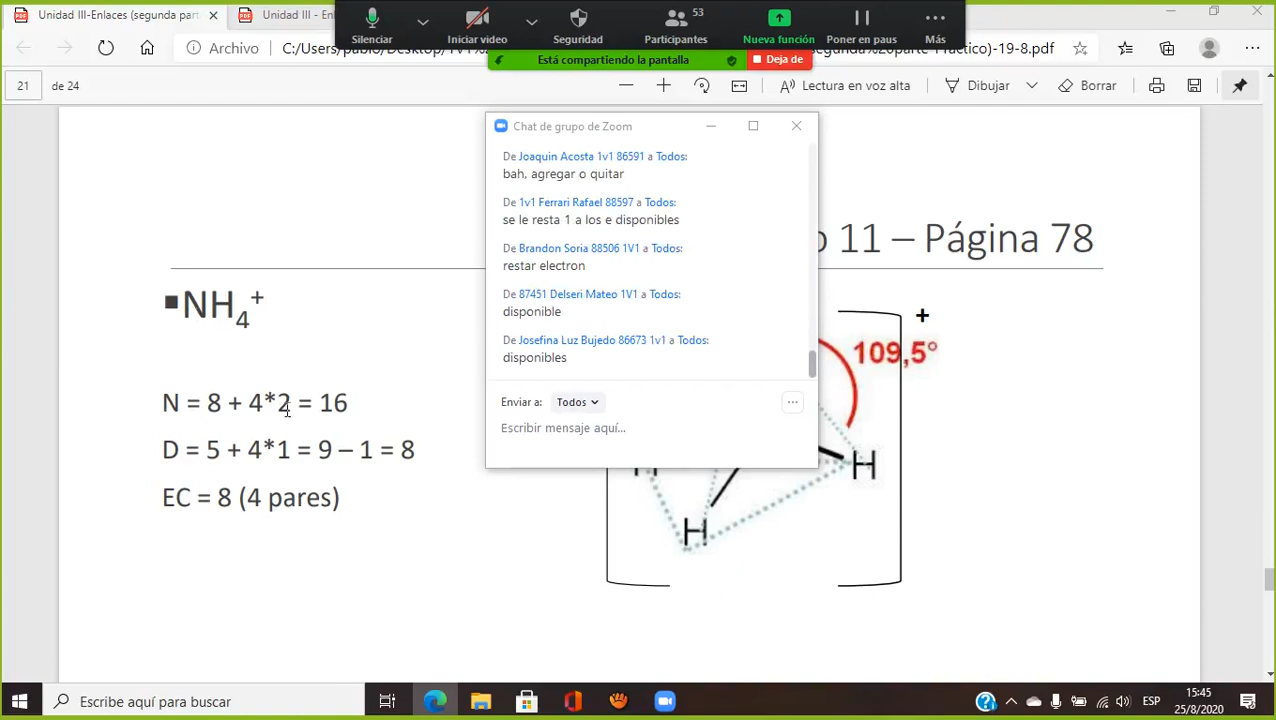 Unidad III-Enlaces (segunda part
Unidad III - En
Silenciar
Iniciar video
Seguridad
53
Participantes
Nueva función
Poner en paus
Más
Está compartiendo la pantalla
Deja de
Archivo
C:/Users/pablo/Desktop/1V1
segunda%20parte-Practico)-19-8.pdf
21 de 24
Lectura en voz alta
Dibujar
Borrar
Chat de grupo de Zoom
De Joaquin Acosta 1v1 86591 a Todos:
bah, agregar o quitar
De 1v1 Ferrari Rafael 88597 a Todos:
se le resta 1 a los e disponibles
De Brandon Soria 88506 1V1 a Todos:
restar electron
De 87451 Delseri Mateo 1V1 a Todos:
disponible
De Josefina Luz Bujedo 86673 1v1 a Todos:
disponibles
Enviar a: Todos
Escribir mensaje aquí...
o 11 – Página 78
▪NH₄⁺
N = 8 + 4*2 = 16
D = 5 + 4*1 = 9 – 1 = 8
EC = 8 (4 pares)
+
109,5°
H
H
H
Escribe aquí para buscar
ESP
15:45
25/8/2020